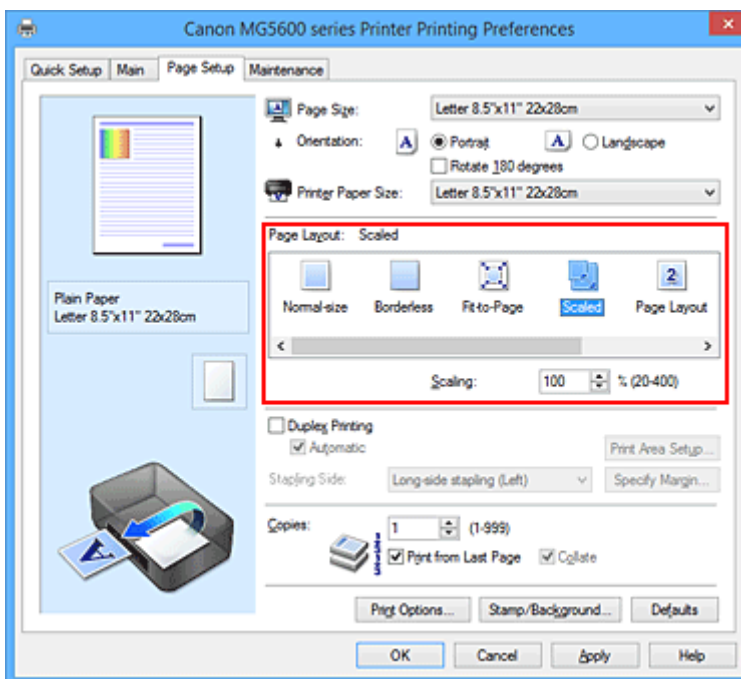 Canon MG5600 series Printer Printing Preferences
Quick Setup Main Page Setup Maintenance
Page Size: Letter 8.5"x11" 22x28cm
Orientation: A Portrait A Landscape
Rotate 180 degrees
Printer Paper Size: Letter 8.5"x11" 22x28cm
Page Layout: Scaled
Normal-size Borderless Fit-to-Page Scaled Page Layout
Scaling: 100 % (20-400)
Plain Paper
Letter 8.5"x11" 22x28cm
Duplex Printing
Automatic Print Area Setup...
Stapling Side: Long-side stapling (Left) Specify Margin...
Copies: 1 (1-999)
Print from Last Page Collate
Print Options... Stamp/Background... Defaults
OK Cancel Apply Help